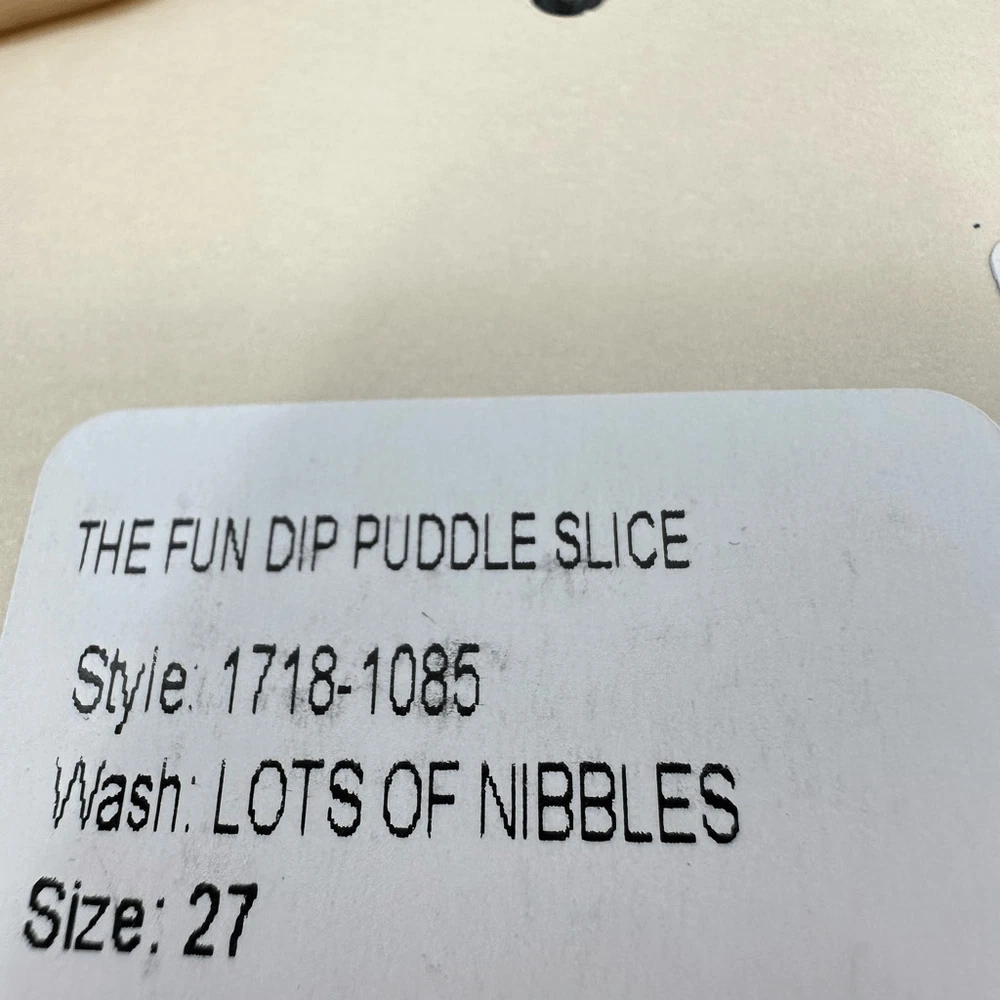 THE FUN DIP PUDDLE SLICE
Style: 1718-1085
Wash: LOTS OF NIBBLES
Size: 27